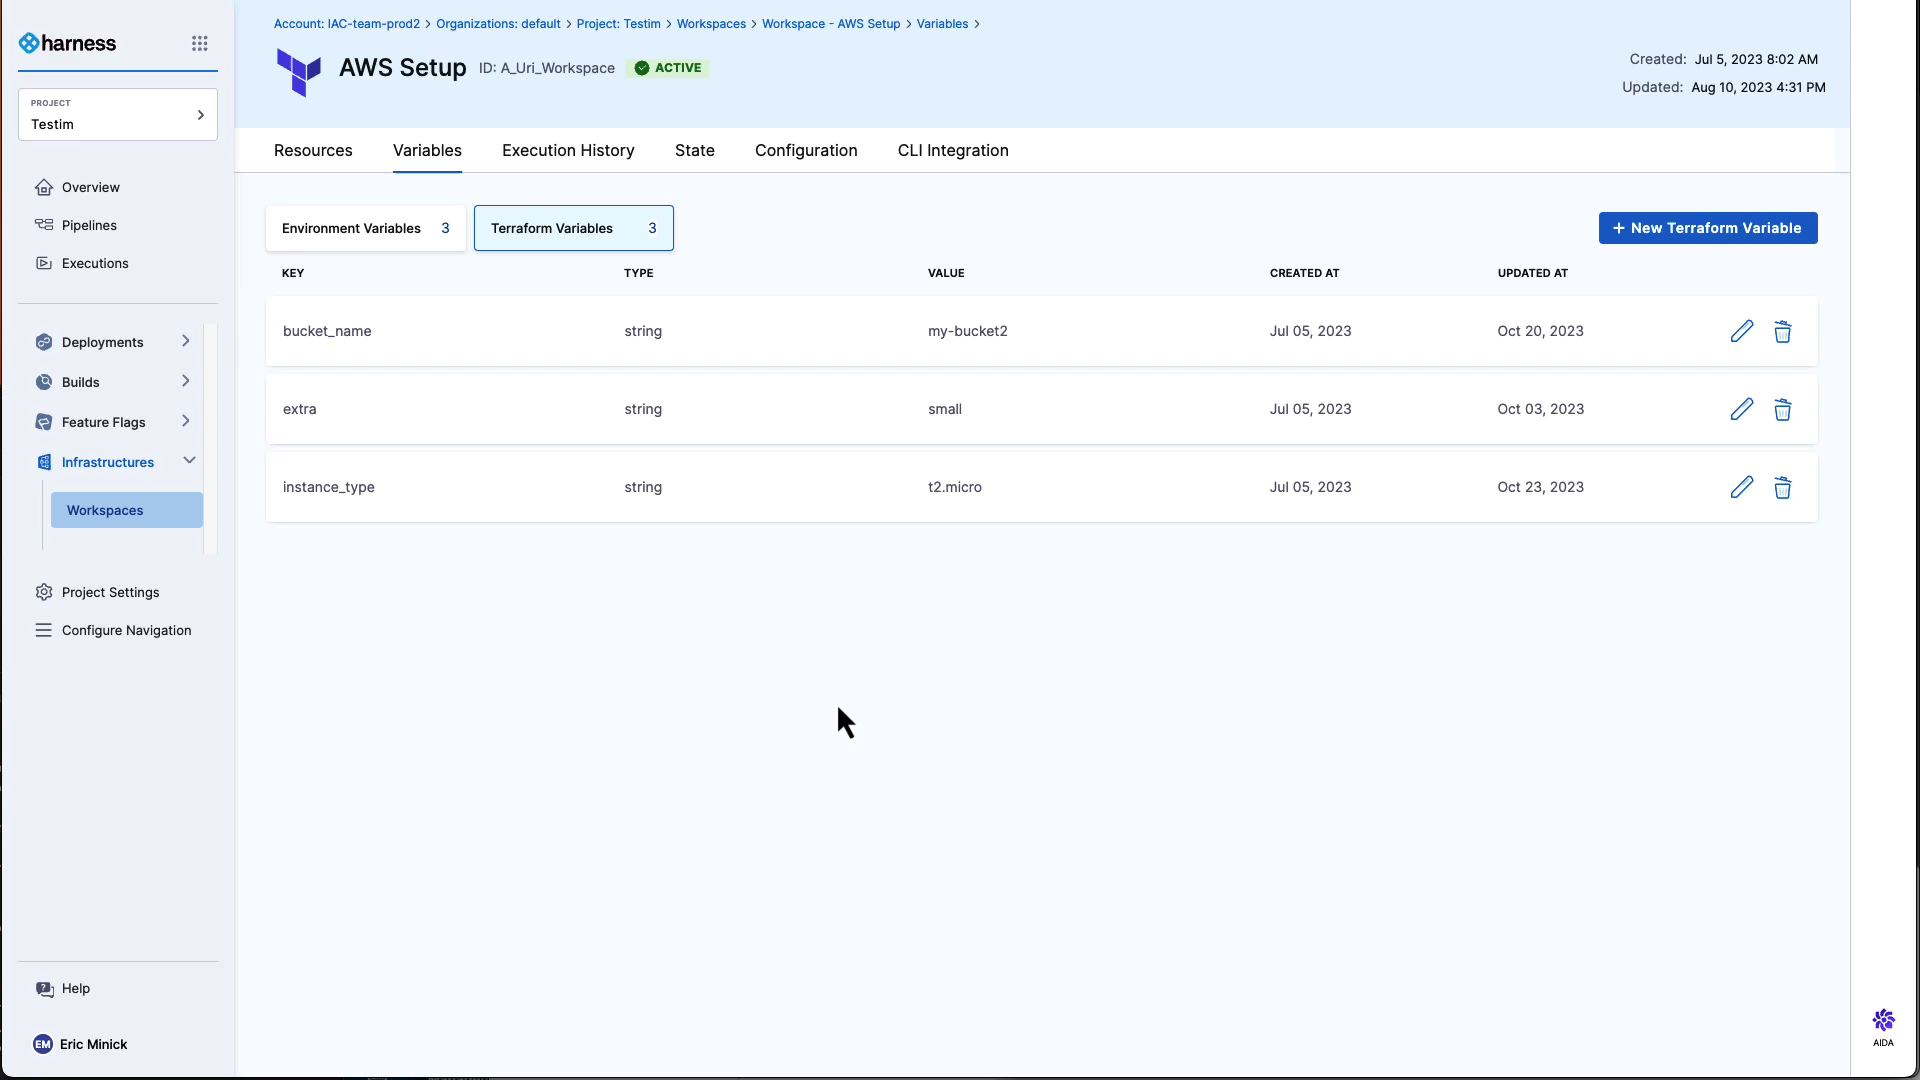 Account: IAC-team-prod2 > Organizations: default > Project: Testim > Workspaces > Workspace - AWS Setup > Variables >
harness
AWS Setup ID: A_Uri_Workspace ACTIVE
Created: Jul 5, 2023 8:02 AM
Updated: Aug 10, 2023 4:31 PM
PROJECT
Testim
Resources Variables Execution History State Configuration CLI Integration
Overview
Pipelines
Executions
Deployments
Builds
Feature Flags
Infrastructures
Workspaces
Project Settings
Configure Navigation
Help
EM Eric Minick
Environment Variables 3 Terraform Variables 3 + New Terraform Variable
KEY TYPE VALUE CREATED AT UPDATED AT
bucket_name string my-bucket2 Jul 05, 2023 Oct 20, 2023
extra string small Jul 05, 2023 Oct 03, 2023
instance_type string t2.micro Jul 05, 2023 Oct 23, 2023
AIDA